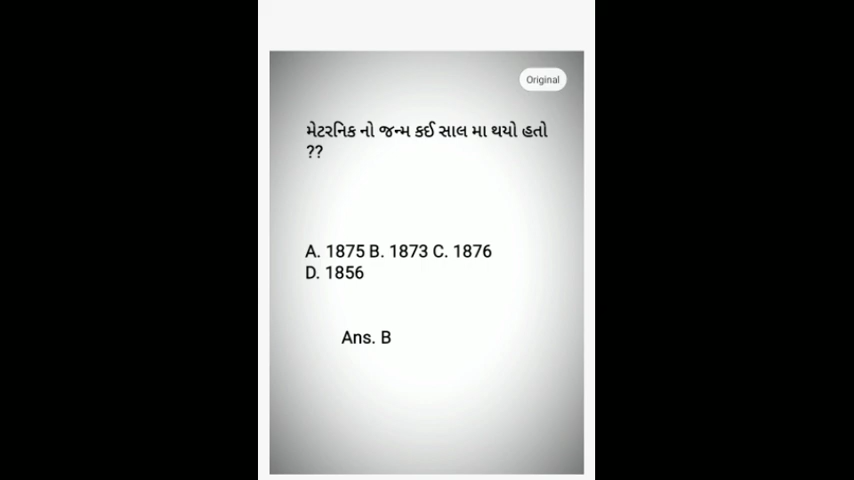 Original
મેટરનિક નો જન્મ કઈ સાલ મા થયો હતો
??
A. 1875 B. 1873 C. 1876
D. 1856
Ans. B